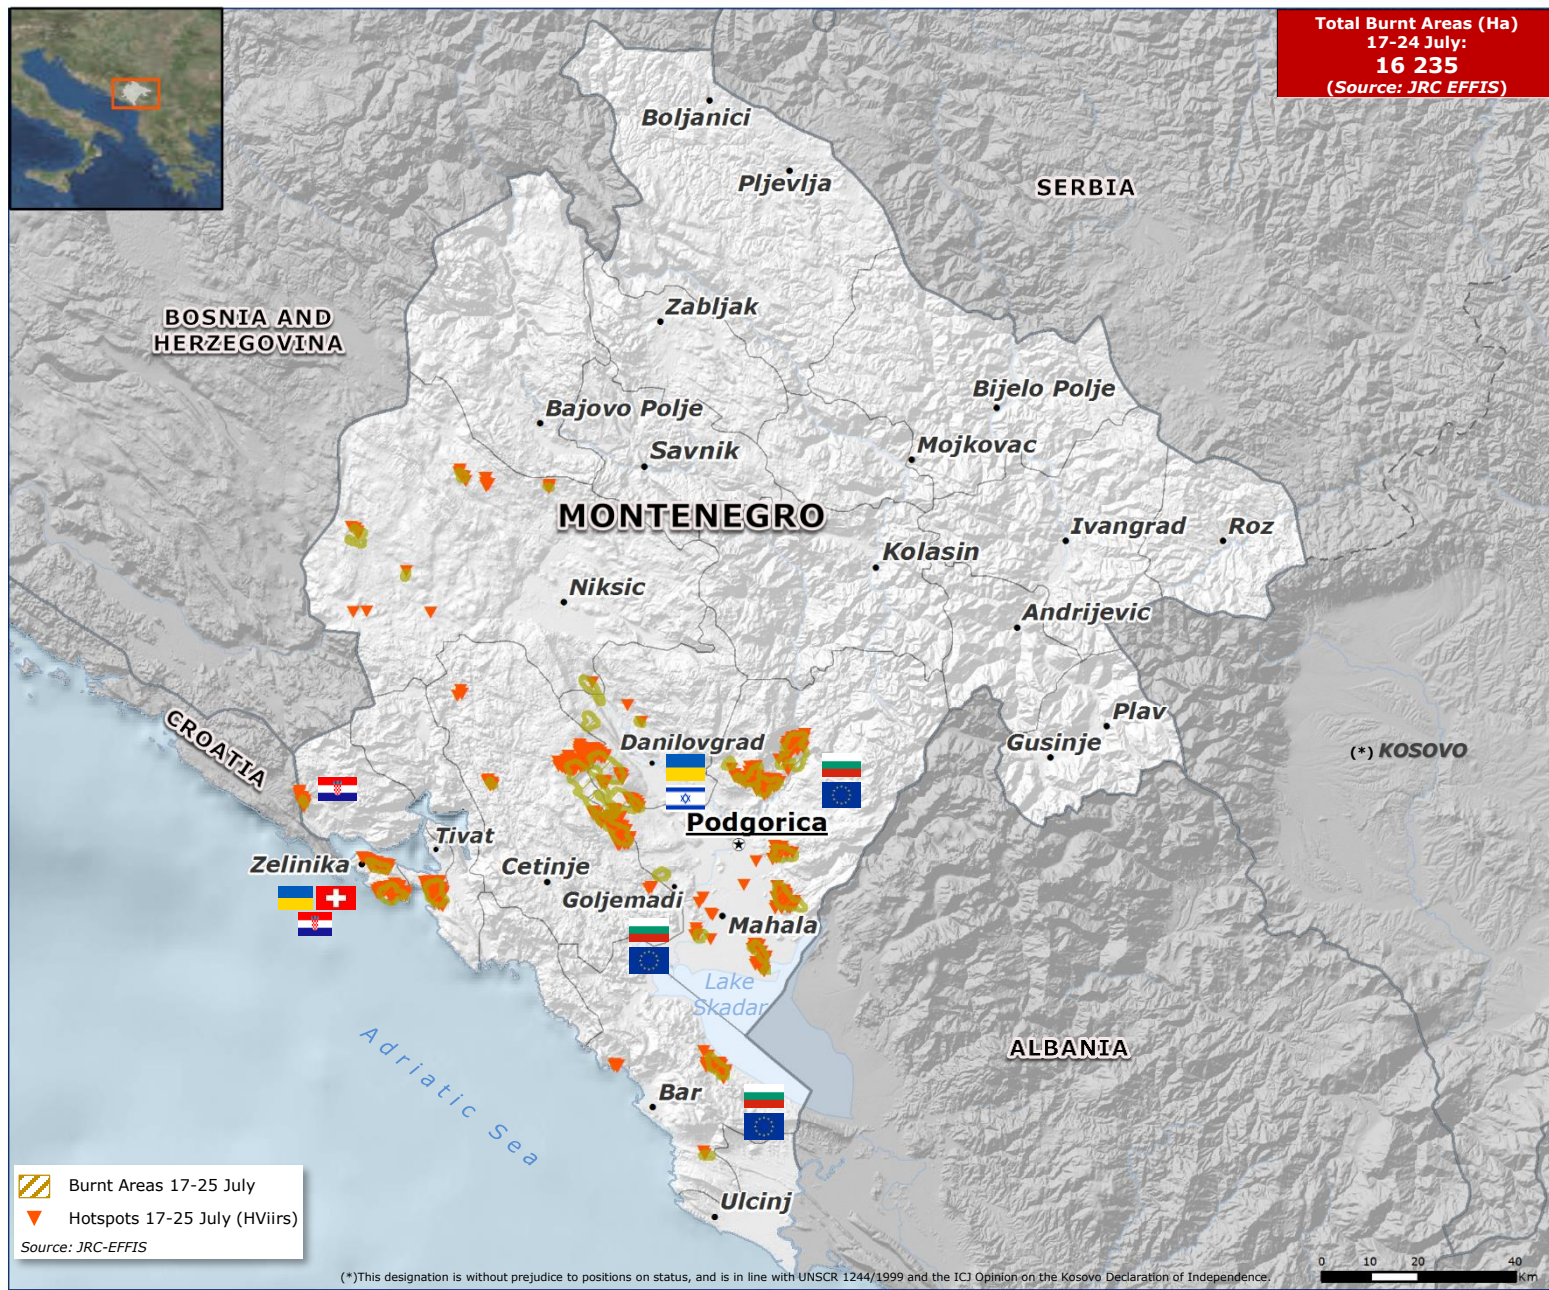 Total Burnt Areas (Ha)
17-24 July:
16 235
(Source: JRC EFFIS)
Boljanici
Pljevlja
SERBIA
BOSNIA AND
HERZEGOVINA
Zabljak
Bijelo Polje
Bajovo Polje
Savnik
Mojkovac
MONTENEGRO
Ivangrad
Roz
Kolasin
Niksic
Andrijevic
Plav
CROATIA
Danilovgrad
Gusinje
(*) KOSOVO
Podgorica
Tivat
Zelinika
Cetinje
Goljemadi
Mahala
Lake
Skadar
Adriatic Sea
ALBANIA
Bar
Ulcinj
Burnt Areas 17-25 July
Hotspots 17-25 July (HViirs)
Source: JRC-EFFIS
0 10 20 40
Km
(*)This designation is without prejudice to positions on status, and is in line with UNSCR 1244/1999 and the ICJ Opinion on the Kosovo Declaration of Independence.